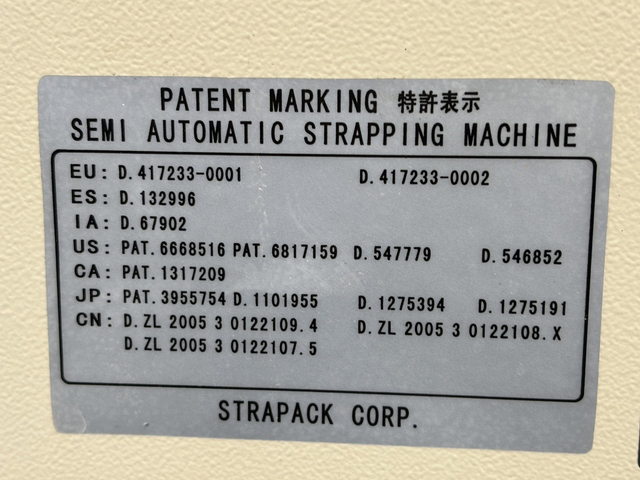 PATENT MARKING 特許表示
SEMI AUTOMATIC STRAPPING MACHINE
EU: D.417233-0001 D.417233-0002
ES: D.132996
IA: D.67902
US: PAT.6668516 PAT.6817159 D.547779 D.546852
CA: PAT.1317209
JP: PAT.3955754 D.1101955 D.1275394 D.1275191
CN: D.ZL 2005 3 0122109.4 D.ZL 2005 3 0122108.X
D.ZL 2005 3 0122107.5
STRAPACK CORP.